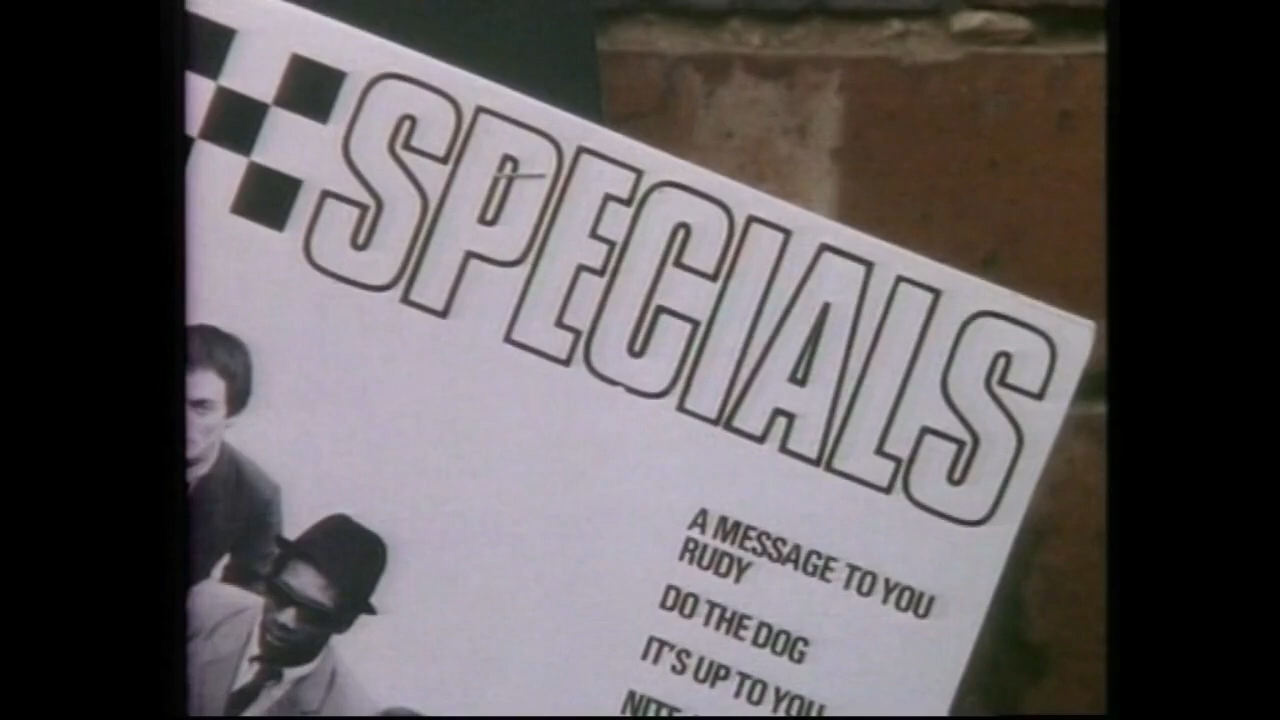 SPECIALS
A MESSAGE TO YOU
RUDY
DO THE DOG
IT'S UP TO YOU